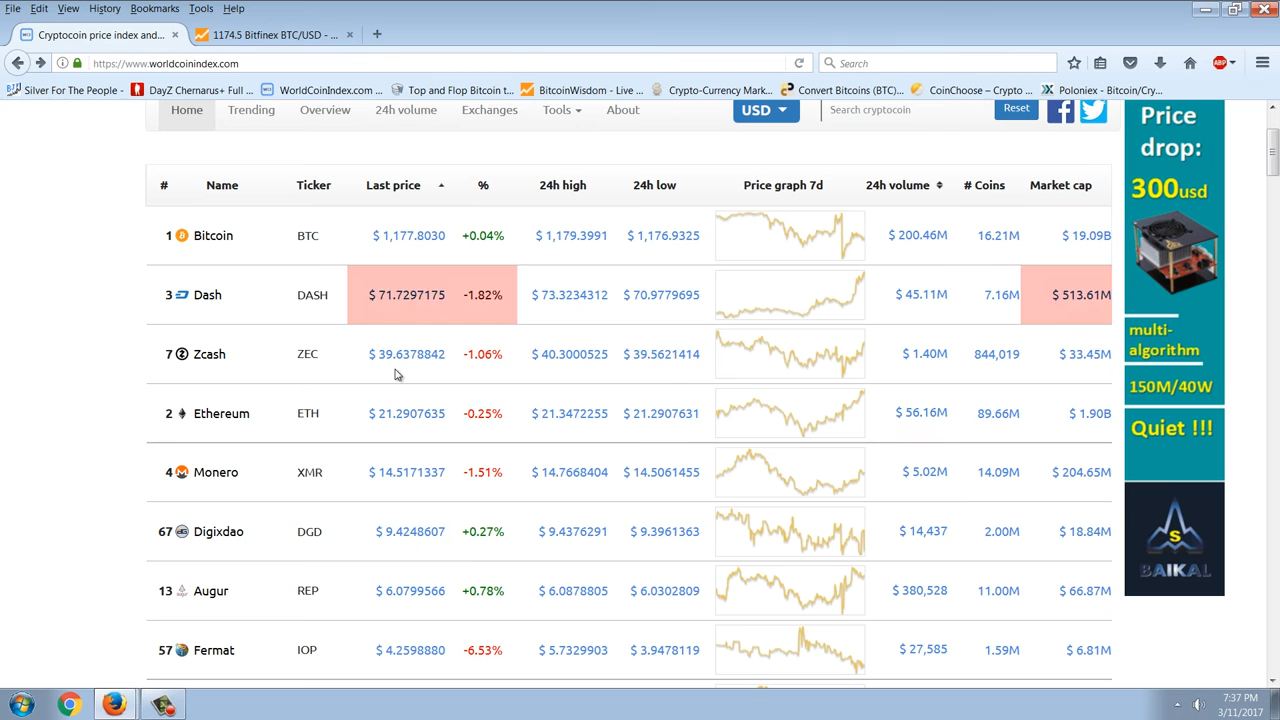 File Edit View History Bookmarks Tools Help
Cryptocoin price index and... × 1174.5 Bitfinex BTC/USD - ... × +
https://www.worldcoinindex.com Search
Silver For The People - ... DayZ Chernarus+ Full ... WorldCoinIndex.com ... Top and Flop Bitcoin t... BitcoinWisdom - Live ... Crypto-Currency Mark... Convert Bitcoins (BTC)... CoinChoose – Crypto ... Poloniex - Bitcoin/Cry...
Home Trending Overview 24h volume Exchanges Tools About USD Search cryptocoin Reset
# Name Ticker Last price % 24h high 24h low Price graph 7d 24h volume # Coins Market cap
1 Bitcoin BTC $ 1,177.8030 +0.04% $ 1,179.3991 $ 1,176.9325 $ 200.46M 16.21M $ 19.09B
3 Dash DASH $ 71.7297175 -1.82% $ 73.3234312 $ 70.9779695 $ 45.11M 7.16M $ 513.61M
7 Zcash ZEC $ 39.6378842 -1.06% $ 40.3000525 $ 39.5621414 $ 1.40M 844,019 $ 33.45M
2 Ethereum ETH $ 21.2907635 -0.25% $ 21.3472255 $ 21.2907631 $ 56.16M 89.66M $ 1.90B
4 Monero XMR $ 14.5171337 -1.51% $ 14.7668404 $ 14.5061455 $ 5.02M 14.09M $ 204.65M
67 Digixdao DGD $ 9.4248607 +0.27% $ 9.4376291 $ 9.3961363 $ 14,437 2.00M $ 18.84M
13 Augur REP $ 6.0799566 +0.78% $ 6.0878805 $ 6.0302809 $ 380,528 11.00M $ 66.87M
57 Fermat IOP $ 4.2598880 -6.53% $ 5.7329903 $ 3.9478119 $ 27,585 1.59M $ 6.81M
Price
drop:
300usd
multi-
algorithm
150M/40W
Quiet !!!
S
BAIKAL
7:37 PM
3/11/2017